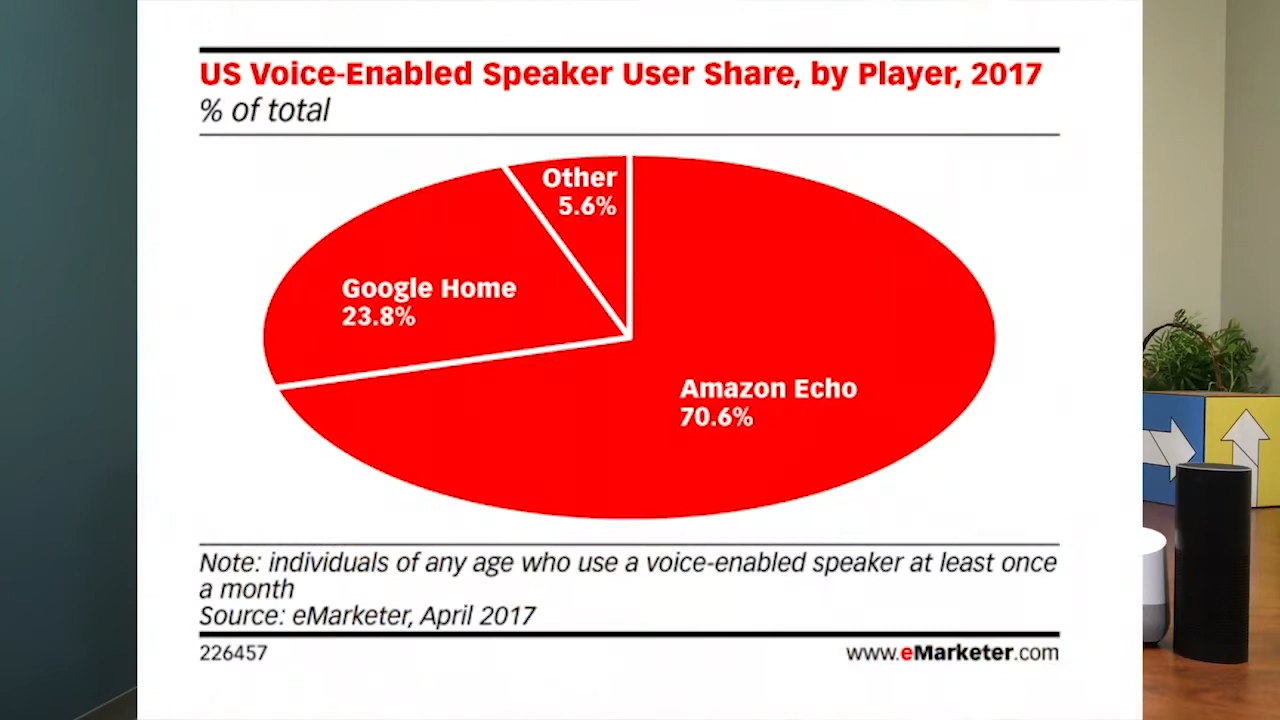 US Voice-Enabled Speaker User Share, by Player, 2017
% of total
Other
5.6%
Google Home
23.8%
Amazon Echo
70.6%
Note: individuals of any age who use a voice-enabled speaker at least once
a month
Source: eMarketer, April 2017
226457
www.eMarketer.com